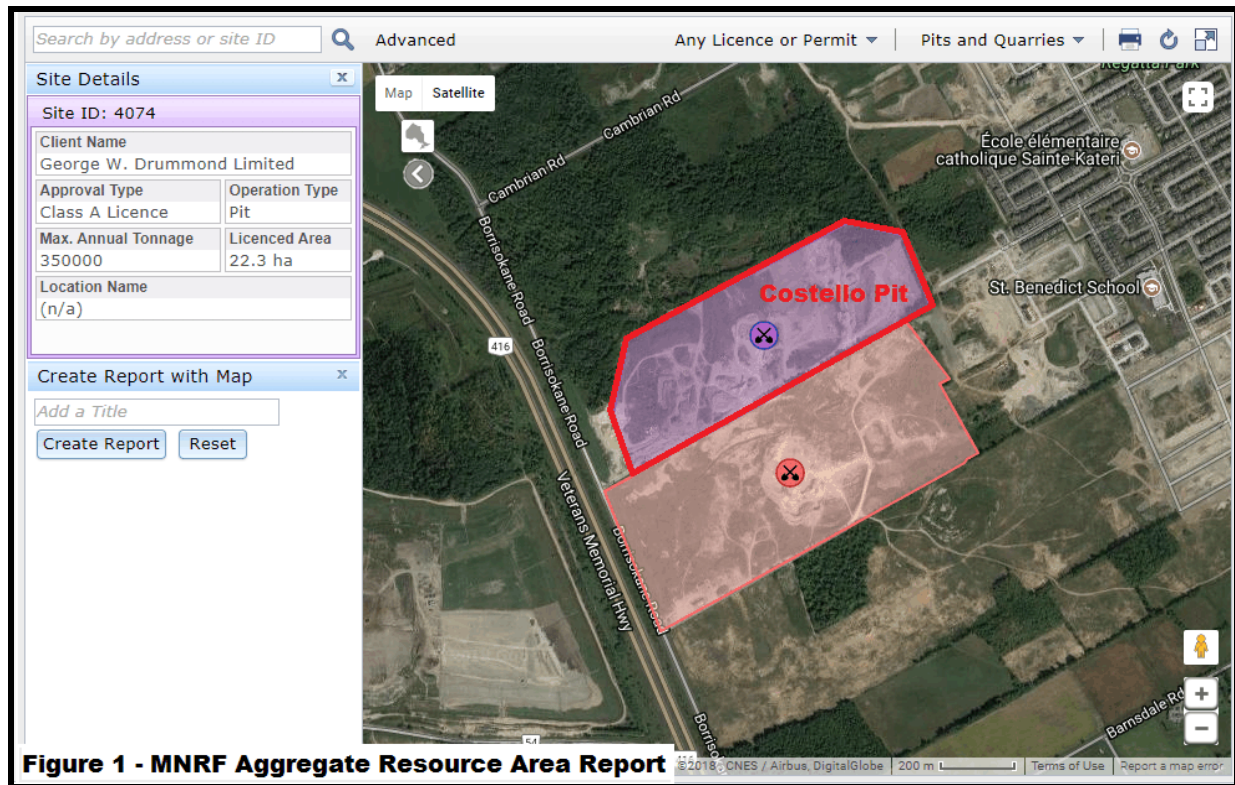 Search by address or site ID
Advanced
Any Licence or Permit
Pits and Quarries
Site Details
x
Site ID: 4074
Client Name
George W. Drummond Limited
Approval Type
Operation Type
Class A Licence
Pit
Max. Annual Tonnage
Licenced Area
350000
22.3 ha
Location Name
(n/a)
Create Report with Map
x
Add a Title
Create Report
Reset
Map
Satellite
Cambrian Rd
Cambrian Rd
École élémentaire
catholique Sainte-Kateri
Borrisokane Road
Borrisokane Road
416
Costello Pit
St. Benedict School
Veterans Memorial Hwy
Borrisokane Road
Barnsdale Rd
+
−
54
Figure 1 - MNRF Aggregate Resource Area Report
©2018 CNES / Airbus, DigitalGlobe
200 m
Terms of Use
Report a map error